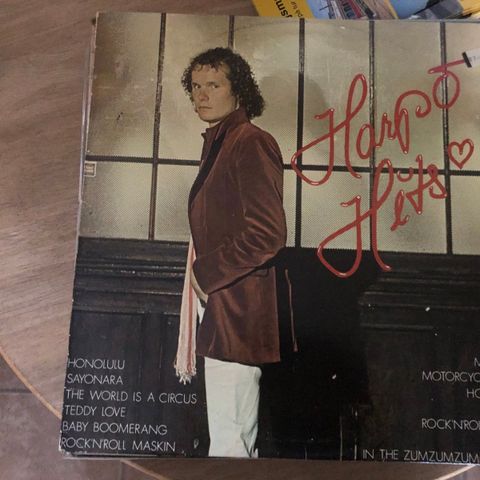 Harpo
Hits
HONOLULU
SAYONARA
THE WORLD IS A CIRCUS
TEDDY LOVE
BABY BOOMERANG
ROCK'N'ROLL MASKIN
M
MOTORCYC
HO
ROCK'N'RO
IN THE ZUMZUMZUM